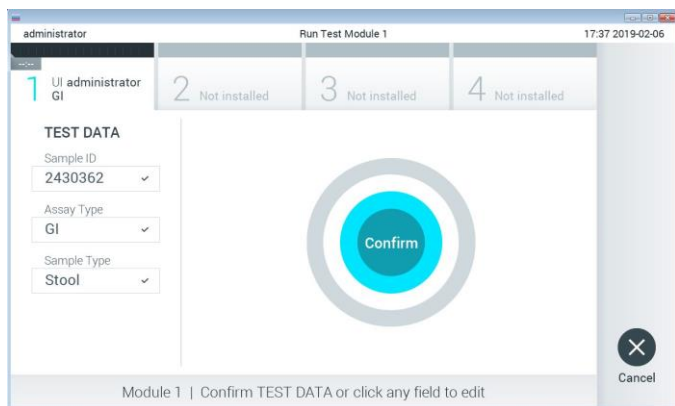 administrator
Run Test Module 1
17:37 2019-02-06
--:--
1 UI administrator
GI
2 Not installed
3 Not installed
4 Not installed
TEST DATA
Sample ID
2430362
Assay Type
GI
Sample Type
Stool
Confirm
Cancel
Module 1 | Confirm TEST DATA or click any field to edit